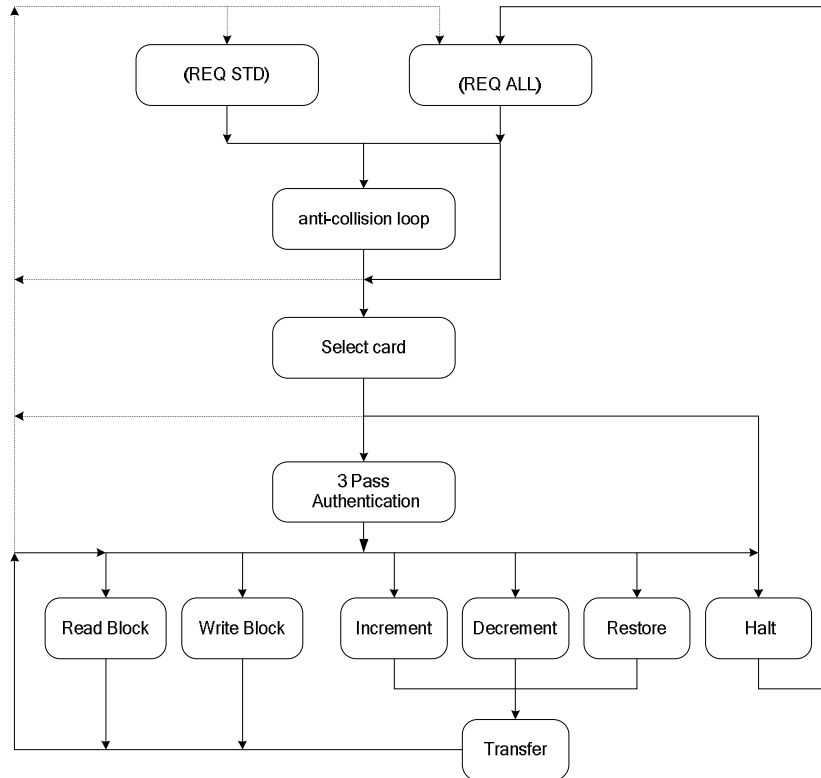 (REQ STD)
(REQ ALL)
anti-collision loop
Select card
3 Pass
Authentication
Read Block
Write Block
Increment
Decrement
Restore
Halt
Transfer